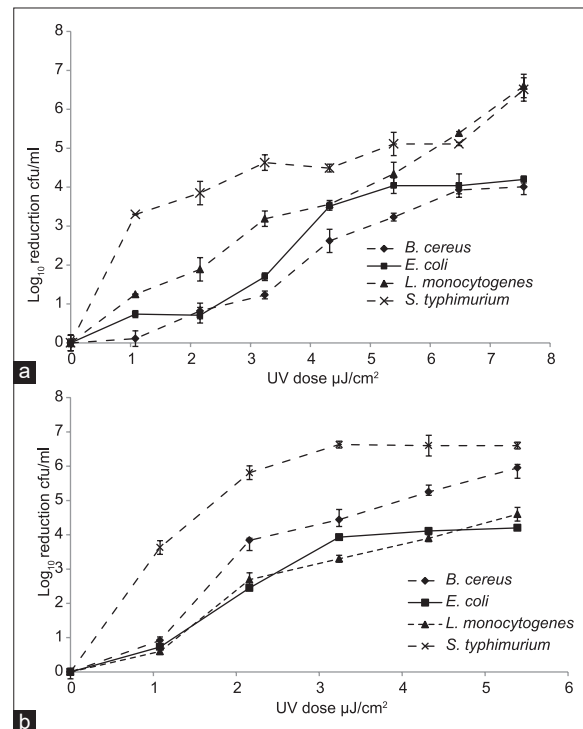 8
7
6
5
4
3
2
1
0
Log10 reducrtion cfu/ml
B. cereus
E. coli
L. monocytogenes
S. typhimurium
0 1 2 3 4 5 6 7 8
UV dose µJ/cm²
a
8
7
6
5
4
3
2
1
0
Log10 reduction cfu/ml
B. cereus
E. coli
L. monocytogenes
S. typhimurium
0 1 2 3 4 5 6
UV dose µJ/cm²
b